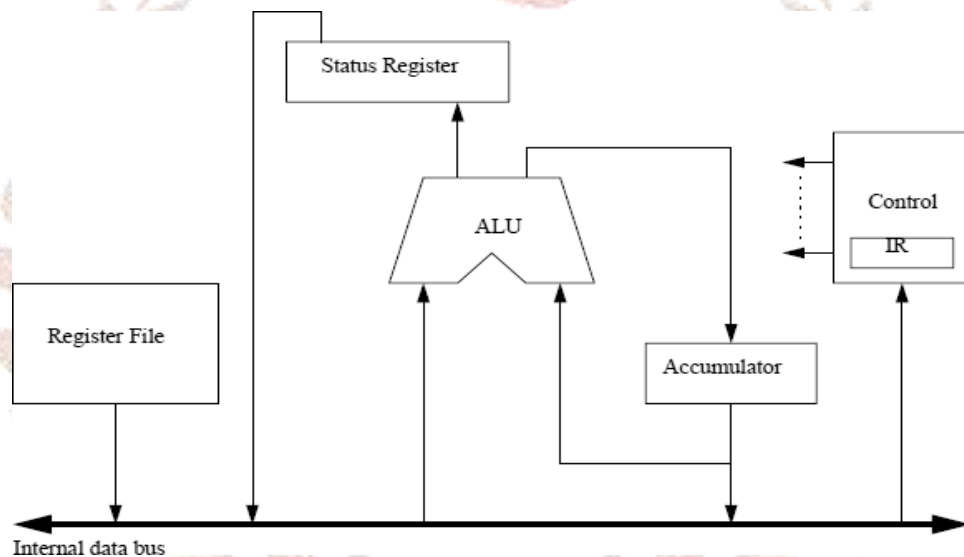 Status Register
ALU
Control
IR
Register File
Accumulator
Internal data bus